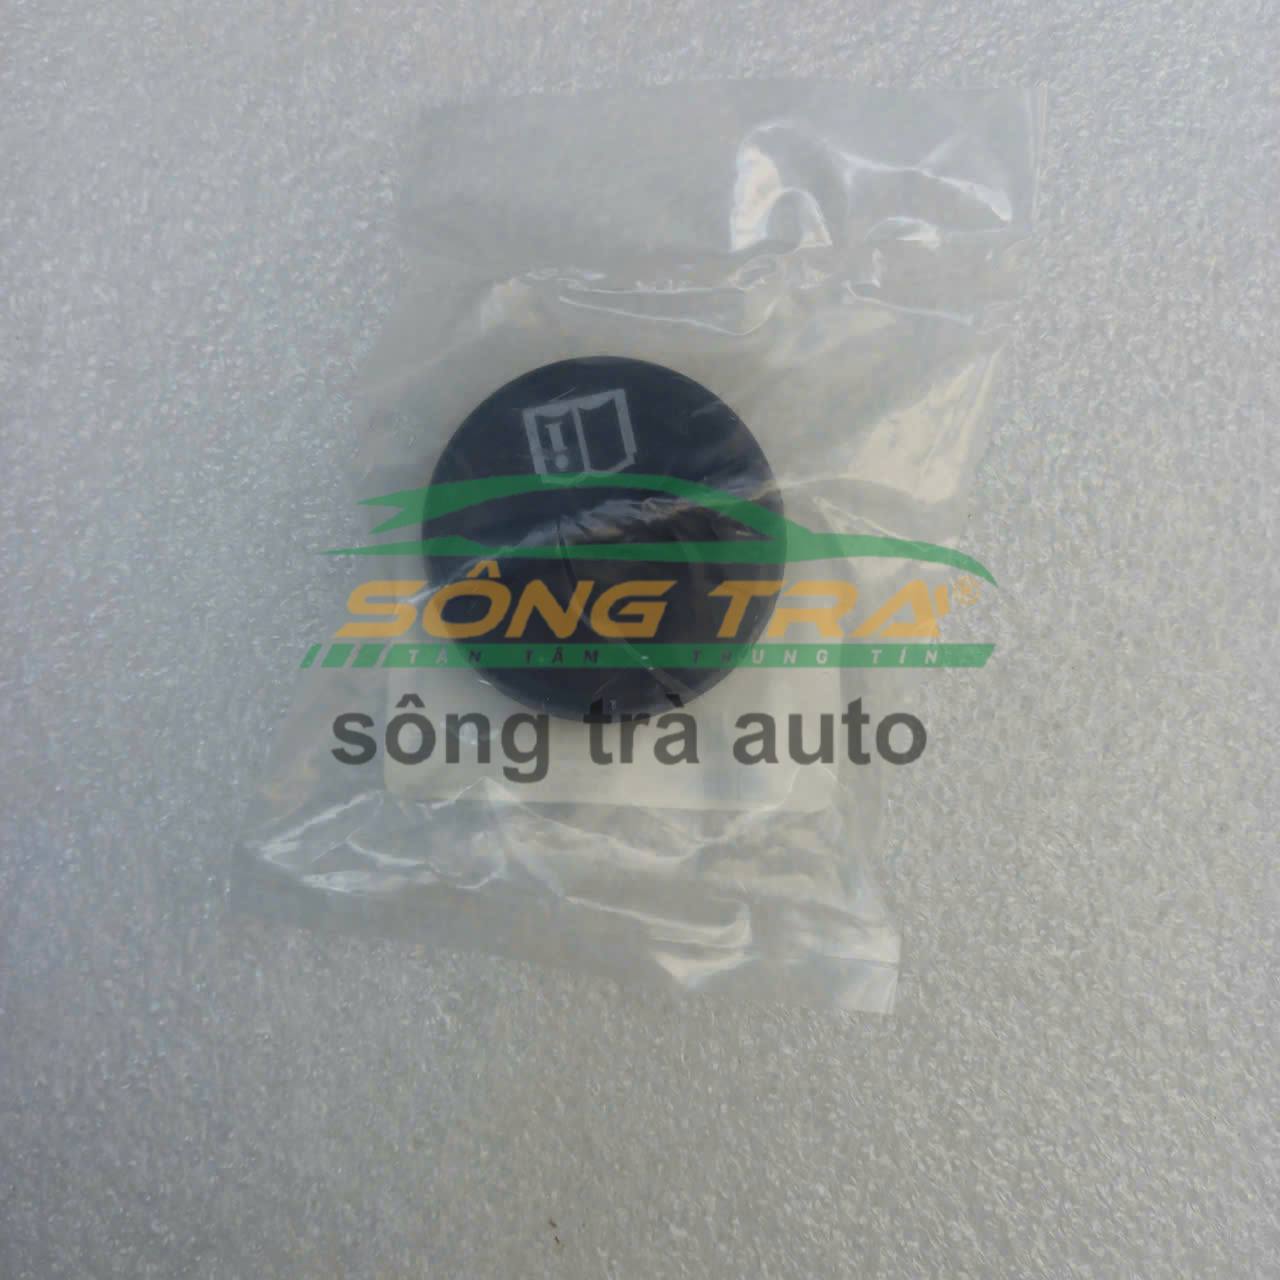 SÔNG TRÀ®
TẬN TÂM - TRUNG TÍN
sông trà auto